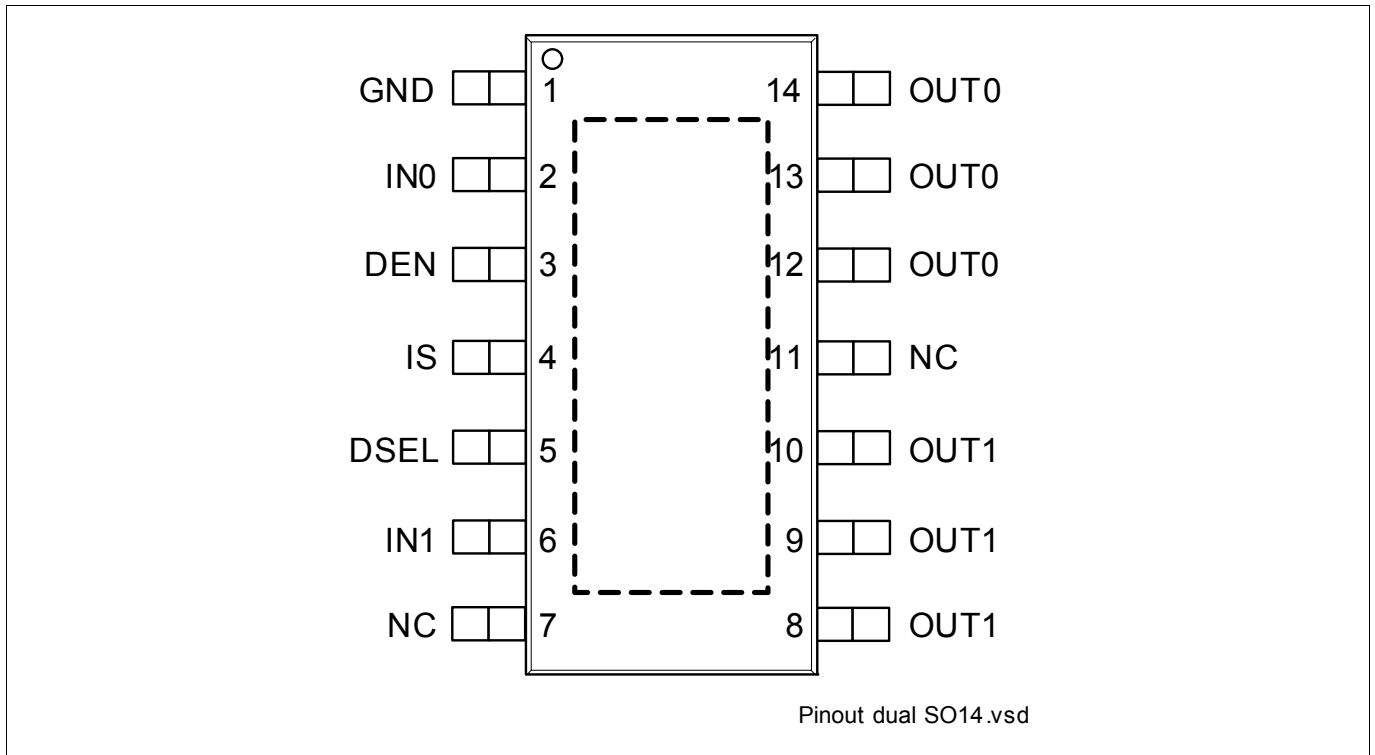 GND 1 14 OUT0
IN0 2 13 OUT0
DEN 3 12 OUT0
IS 4 11 NC
DSEL 5 10 OUT1
IN1 6 9 OUT1
NC 7 8 OUT1
Pinout dual SO14.vsd